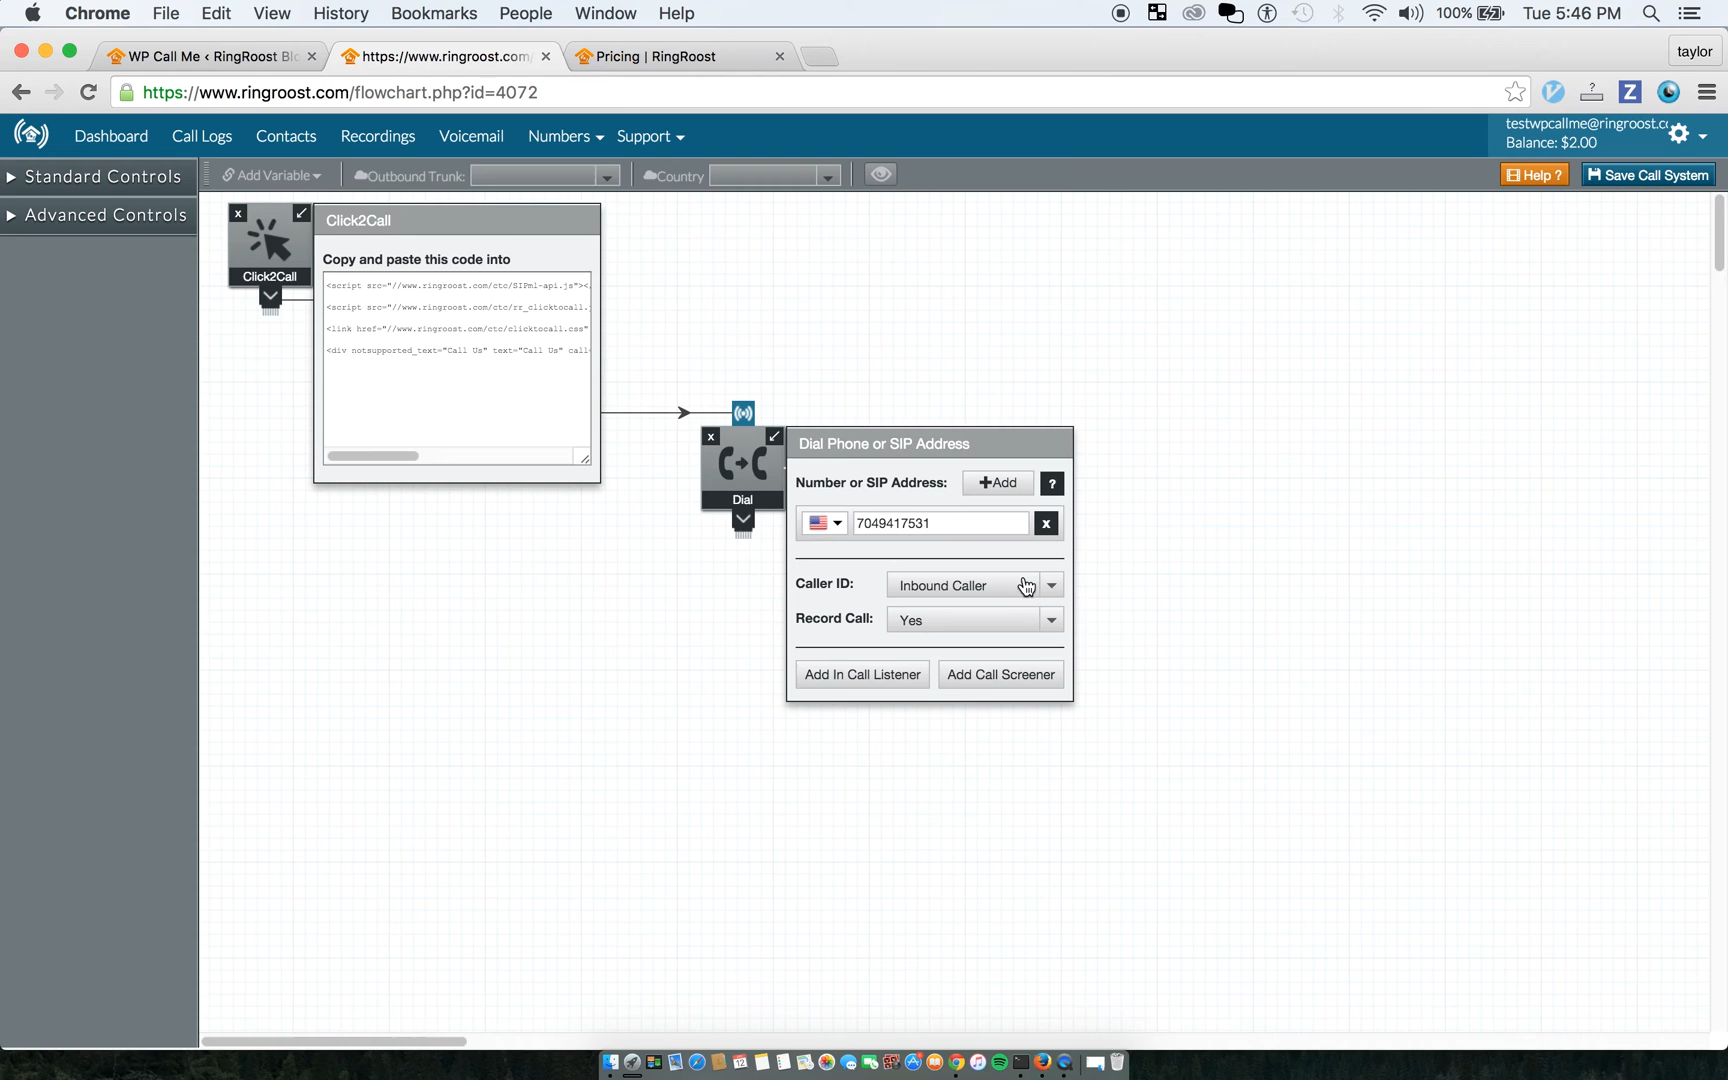 Chrome File Edit View History Bookmarks People Window Help 100% Tue 5:46 PM
WP Call Me ‹ RingRoost Blo https://www.ringroost.com/ Pricing | RingRoost taylor
https://www.ringroost.com/flowchart.php?id=4072
Dashboard Call Logs Contacts Recordings Voicemail Numbers Support testwpcallme@ringroost.co
Balance: $2.00
Standard Controls Add Variable Outbound Trunk: Country Help ? Save Call System
Advanced Controls
Click2Call
Click2Call
Copy and paste this code into
<script src="//www.ringroost.com/ctc/SIPml-api.js"></
<script src="//www.ringroost.com/ctc/rr_clicktocall.j
<link href="//www.ringroost.com/ctc/clicktocall.css"
<div notsupported_text="Call Us" text="Call Us" call
Dial
Dial Phone or SIP Address
Number or SIP Address: +Add ?
7049417531 x
Caller ID: Inbound Caller
Record Call: Yes
Add In Call Listener Add Call Screener